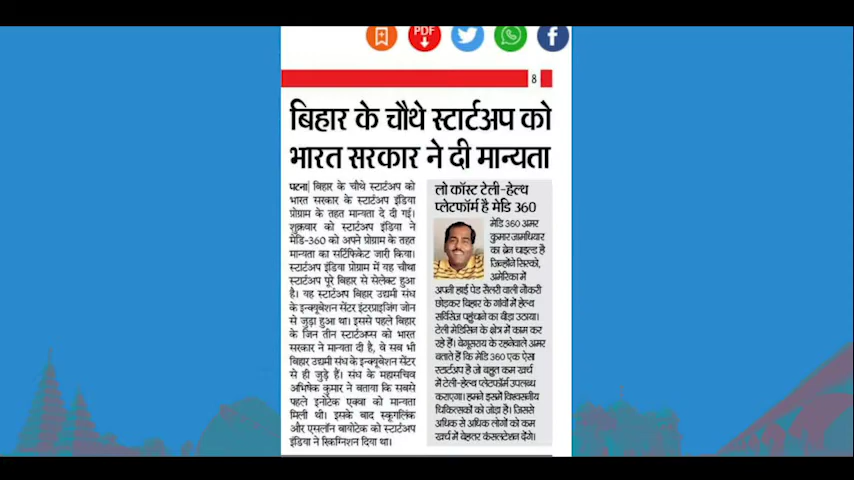 PDF
8
बिहार के चौथे स्टार्टअप को
भारत सरकार ने दी मान्यता
पटना| बिहार के चौथे स्टार्टअप को
भारत सरकार के स्टार्टअप इंडिया
प्रोग्राम के तहत मान्यता दे दी गई।
शुक्रवार को स्टार्टअप इंडिया ने
मेडि-360 को अपने प्रोग्राम के तहत
मान्यता का सर्टिफिकेट जारी किया।
स्टार्टअप इंडिया प्रोग्राम में यह चौथा
स्टार्टअप पूरे बिहार से सेलेक्ट हुआ
है। यह स्टार्टअप बिहार उद्यमी संघ
के इन्क्यूबेशन सेंटर इंटरप्राइजिंग जोन
से जुड़ा हुआ था। इससे पहले बिहार
के जिन तीन स्टार्टअप्स को भारत
सरकार ने मान्यता दी है, वे सब भी
बिहार उद्यमी संघ के इन्क्यूबेशन सेंटर
से ही जुड़े हैं। संघ के महासचिव
अभिषेक कुमार ने बताया कि सबसे
पहले इनोटेक एक्वा को मान्यता
मिली थी। इसके बाद स्कूगलिंक
और एसलॉन बायोटेक को स्टार्टअप
इंडिया ने रिकग्निशन दिया था।
लो कॉस्ट टेली-हेल्थ
प्लेटफॉर्म है मेडि 360
मेडि 360 अमर
कुमार जामधियार
का ब्रेन चाइल्ड है
जिन्होंने सिस्को,
अमेरिका में
अपनी हाई पेड सैलरी वाली नौकरी
छोड़कर बिहार के गांवों में हेल्थ
सर्विसेज पहुंचाने का बीड़ा उठाया।
टेली मेडिसिन के क्षेत्र में काम कर
रहे हैं। बेगूसराय के रहनेवाले अमर
बताते हैं कि मेडि 360 एक ऐसा
स्टार्टअप है जो बहुत कम खर्च
में टेली-हेल्थ प्लेटफॉर्म उपलब्ध
कराएगा। हमने इसमें विश्वसनीय
चिकित्सकों को जोड़ा है। जिससे
अधिक से अधिक लोगों को कम
खर्च में बेहतर कंसलटेशन देंगे।